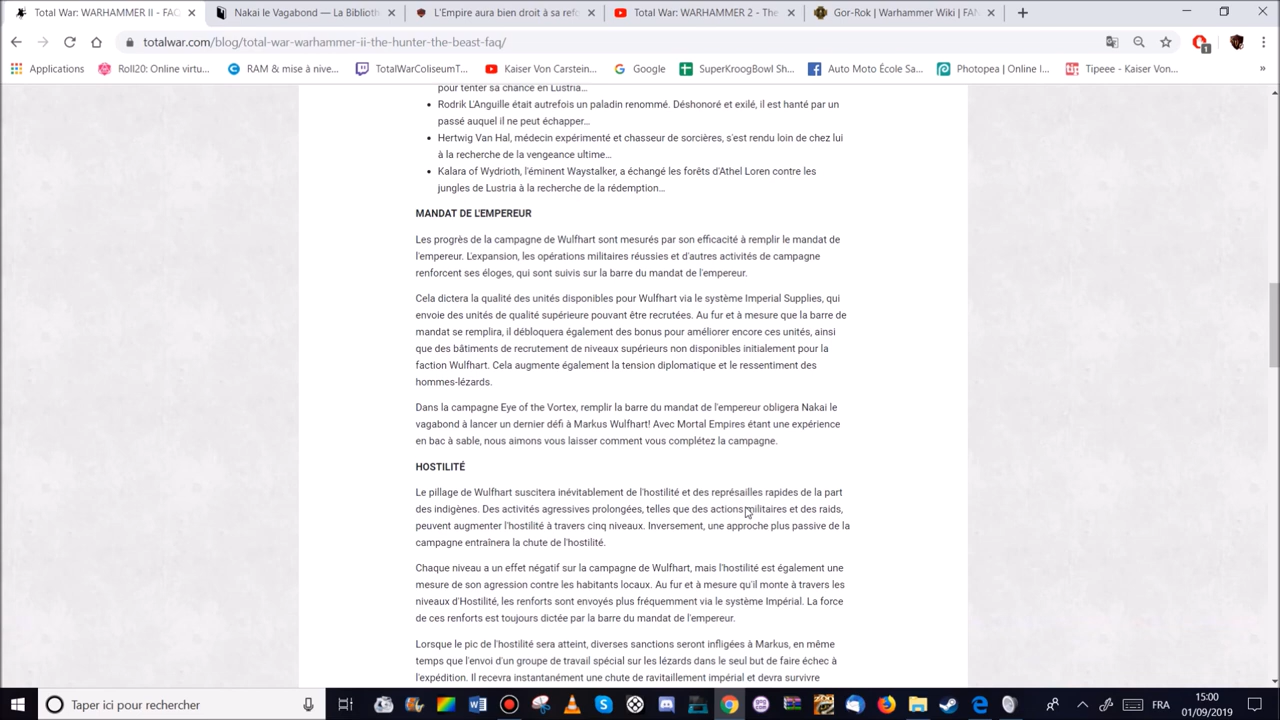 Total War: WARHAMMER II - FAQ
Nakai le Vagabond — La Biblioth
L'Empire aura bien droit à sa refo
Total War: WARHAMMER 2 - The
Gor-Rok | Warhammer Wiki | FAN
totalwar.com/blog/total-war-warhammer-ii-the-hunter-the-beast-faq/
1
Applications
Roll20: Online virtu...
RAM & mise à nive...
TotalWarColiseumT...
Kaiser Von Carstein...
Google
SuperKroogBowl Sh...
Auto Moto École Sa...
Photopea | Online I...
Tipeee - Kaiser Von...
»
pour tenter sa chance en Lustria…
• Rodrik L'Anguille était autrefois un paladin renommé. Déshonoré et exilé, il est hanté par un
passé auquel il ne peut échapper…
• Hertwig Van Hal, médecin expérimenté et chasseur de sorcières, s'est rendu loin de chez lui
à la recherche de la vengeance ultime…
• Kalara of Wydrioth, l'éminent Waystalker, a échangé les forêts d'Athel Loren contre les
jungles de Lustria à la recherche de la rédemption…
MANDAT DE L'EMPEREUR
Les progrès de la campagne de Wulfhart sont mesurés par son efficacité à remplir le mandat de
l'empereur. L'expansion, les opérations militaires réussies et d'autres activités de campagne
renforcent ses éloges, qui sont suivis sur la barre du mandat de l'empereur.
Cela dictera la qualité des unités disponibles pour Wulfhart via le système Imperial Supplies, qui
envoie des unités de qualité supérieure pouvant être recrutées. Au fur et à mesure que la barre de
mandat se remplira, il débloquera également des bonus pour améliorer encore ces unités, ainsi
que des bâtiments de recrutement de niveaux supérieurs non disponibles initialement pour la
faction Wulfhart. Cela augmente également la tension diplomatique et le ressentiment des
hommes-lézards.
Dans la campagne Eye of the Vortex, remplir la barre du mandat de l'empereur obligera Nakai le
vagabond à lancer un dernier défi à Markus Wulfhart! Avec Mortal Empires étant une expérience
en bac à sable, nous aimons vous laisser comment vous complétez la campagne.
HOSTILITÉ
Le pillage de Wulfhart suscitera inévitablement de l'hostilité et des représailles rapides de la part
des indigènes. Des activités agressives prolongées, telles que des actions militaires et des raids,
peuvent augmenter l'hostilité à travers cinq niveaux. Inversement, une approche plus passive de la
campagne entraînera la chute de l'hostilité.
Chaque niveau a un effet négatif sur la campagne de Wulfhart, mais l'hostilité est également une
mesure de son agression contre les habitants locaux. Au fur et à mesure qu'il monte à travers les
niveaux d'Hostilité, les renforts sont envoyés plus fréquemment via le système Impérial. La force
de ces renforts est toujours dictée par la barre du mandat de l'empereur.
Lorsque le pic de l'hostilité sera atteint, diverses sanctions seront infligées à Markus, en même
temps que l'envoi d'un groupe de travail spécial sur les lézards dans le seul but de faire échec à
l'expédition. Il recevra instantanément une chute de ravitaillement impérial et devra survivre
Taper ici pour rechercher
FRA
15:00
01/09/2019